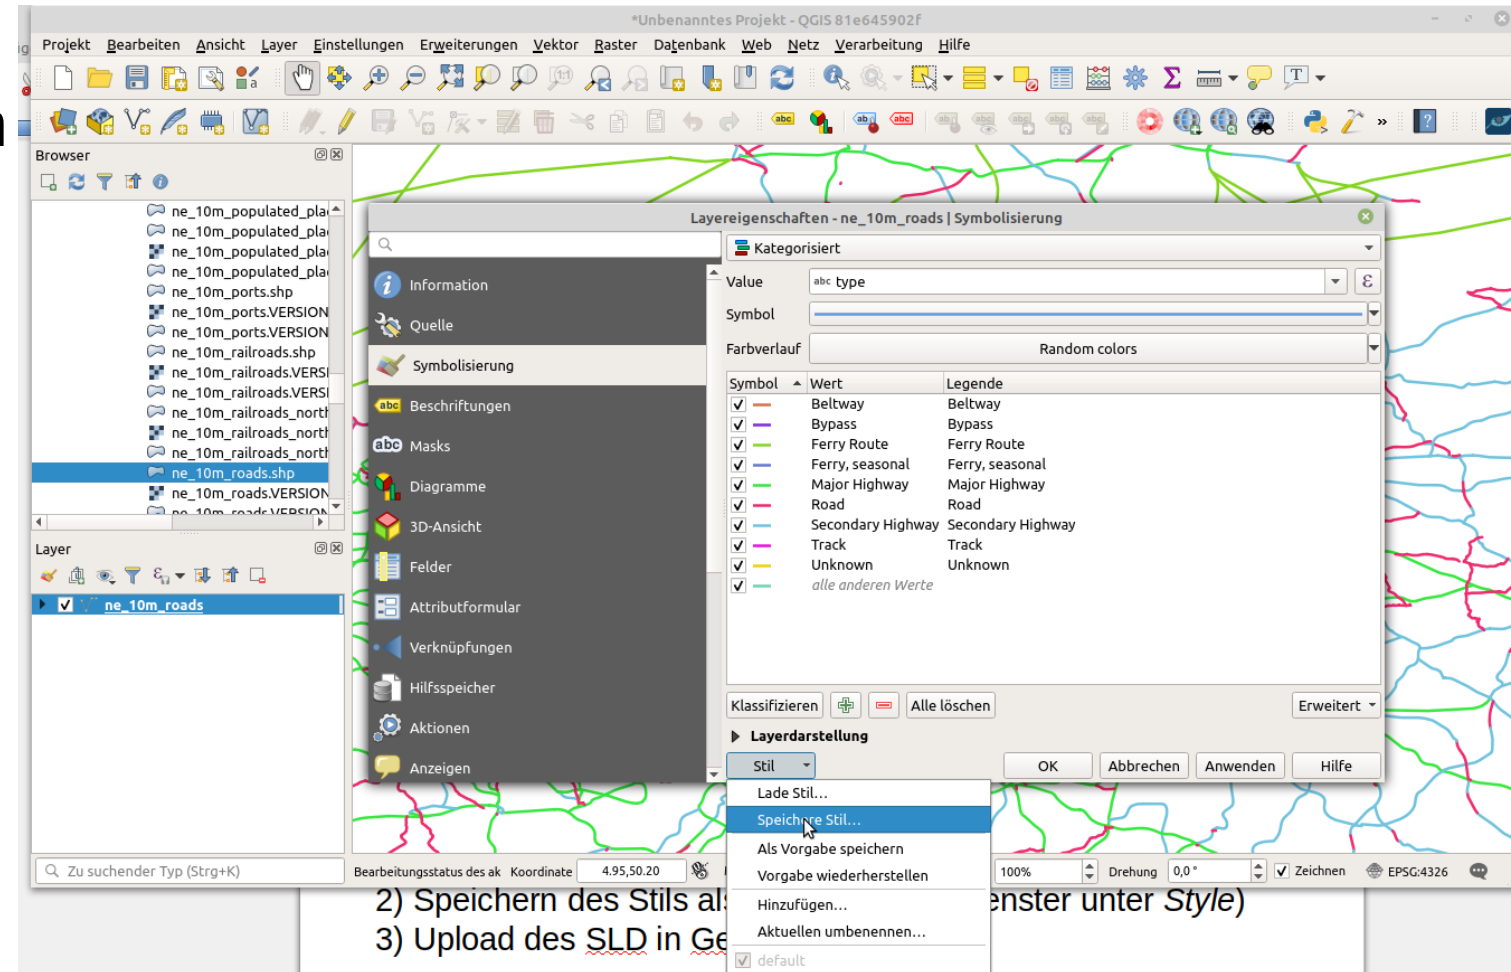 *Unbenanntes Projekt - QGIS 81e645902f
Projekt Bearbeiten Ansicht Layer Einstellungen Erweiterungen Vektor Raster Datenbank Web Netz Verarbeitung Hilfe
Browser
ne_10m_populated_pla
ne_10m_populated_pla
ne_10m_populated_pla
ne_10m_populated_pla
ne_10m_ports.shp
ne_10m_ports.VERSION
ne_10m_ports.VERSION
ne_10m_railroads.shp
ne_10m_railroads.VERSI
ne_10m_railroads.VERSI
ne_10m_railroads_north
ne_10m_railroads_north
ne_10m_railroads_north
ne_10m_roads.shp
ne_10m_roads.VERSION
ne_10m_roads.VERSION
Layer
ne_10m_roads
Zu suchender Typ (Strg+K)
Layereigenschaften - ne_10m_roads | Symbolisierung
Information
Quelle
Symbolisierung
abc Beschriftungen
abc Masks
Diagramme
3D-Ansicht
Felder
Attributformular
Verknüpfungen
Hilfsspeicher
Aktionen
Anzeigen
Kategorisiert
Value abc type ε
Symbol
Farbverlauf Random colors
Symbol Wert Legende
Beltway Beltway
Bypass Bypass
Ferry Route Ferry Route
Ferry, seasonal Ferry, seasonal
Major Highway Major Highway
Road Road
Secondary Highway Secondary Highway
Track Track
Unknown Unknown
alle anderen Werte
Klassifizieren Alle löschen Erweitert
Layerdarstellung
Stil OK Abbrechen Anwenden Hilfe
Lade Stil...
Speichere Stil...
Als Vorgabe speichern
Vorgabe wiederherstellen
Hinzufügen...
Aktuellen umbenennen...
default
Bearbeitungsstatus des ak Koordinate 4.95,50.20 100% Drehung 0,0 ° Zeichnen EPSG:4326
2) Speichern des Stils als enster unter Style)
3) Upload des SLD in Ge